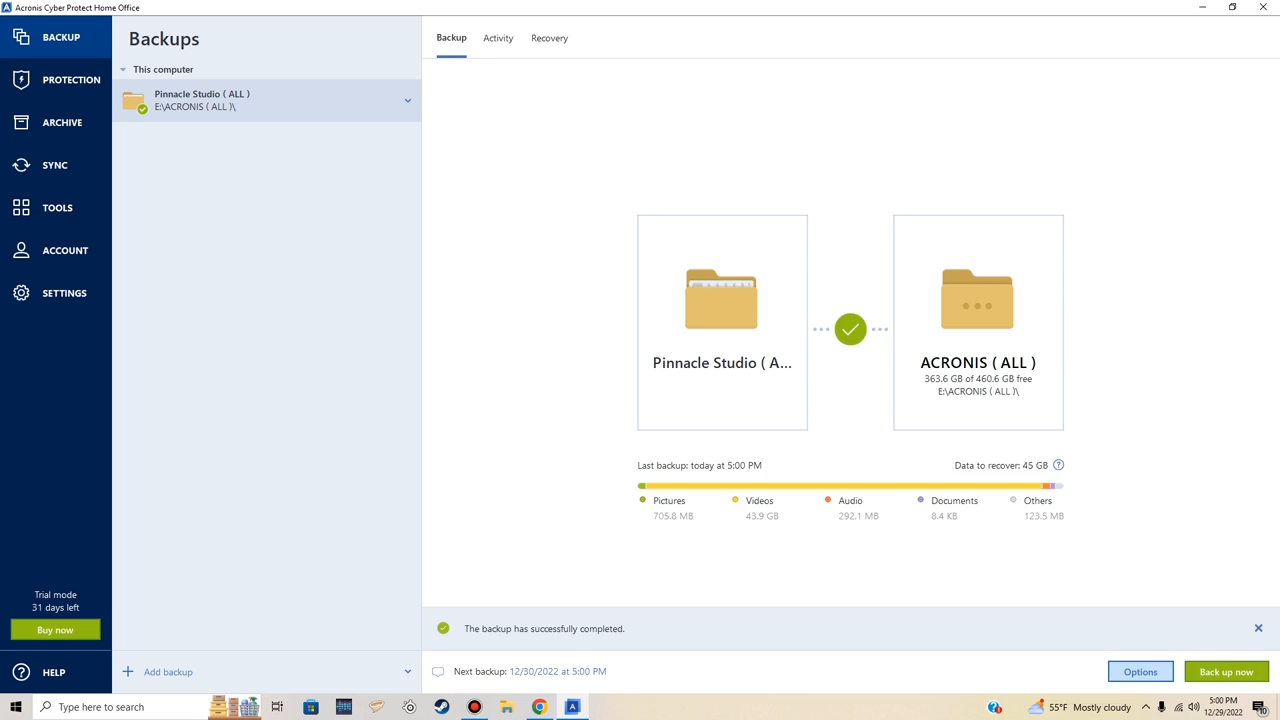 Acronis Cyber Protect Home Office
BACKUP
PROTECTION
ARCHIVE
SYNC
TOOLS
ACCOUNT
SETTINGS
Trial mode
31 days left
Buy now
HELP
Backups
This computer
Pinnacle Studio ( ALL )
E:\ACRONIS ( ALL )\
Add backup
Backup Activity Recovery
Pinnacle Studio ( A...
ACRONIS ( ALL )
363.6 GB of 460.6 GB free
E:\ACRONIS ( ALL )\
Last backup: today at 5:00 PM
Data to recover: 45 GB ?
Pictures Videos Audio Documents Others
705.8 MB 43.9 GB 292.1 MB 8.4 KB 123.5 MB
The backup has successfully completed.
Next backup: 12/30/2022 at 5:00 PM
Options
Back up now
Type here to search
55°F Mostly cloudy
5:00 PM
12/29/2022